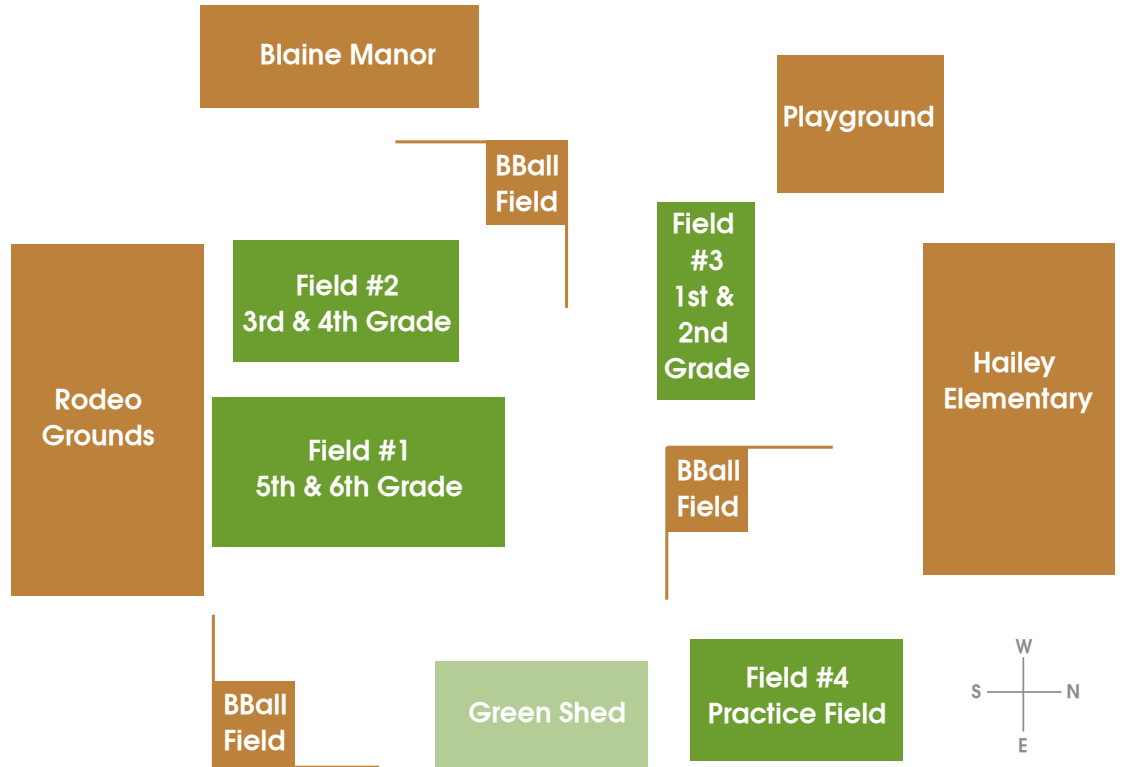 Blaine Manor
Playground
BBall
Field
Field
#3
1st &
2nd
Grade
Field #2
3rd & 4th Grade
Hailey
Elementary
Rodeo
Grounds
Field #1
5th & 6th Grade
BBall
Field
W
S
N
E
Field #4
Practice Field
Green Shed
BBall
Field